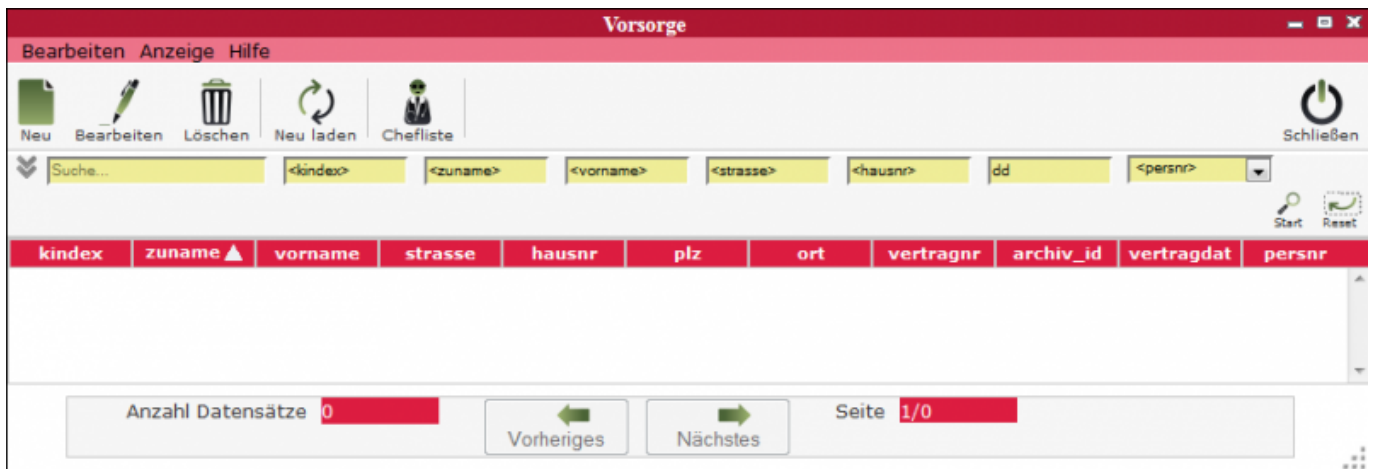 Vorsorge
Bearbeiten Anzeige Hilfe
Neu Bearbeiten Löschen Neu laden Chefliste Schließen
Suche... <kindex> <zuname> <vorname> <strasse> <hausnr> dd <persnr>
Start Reset
kindex zuname vorname strasse hausnr plz ort vertragnr archiv_id vertragdat persnr
Anzahl Datensätze 0 Vorheriges Nächstes Seite 1/0